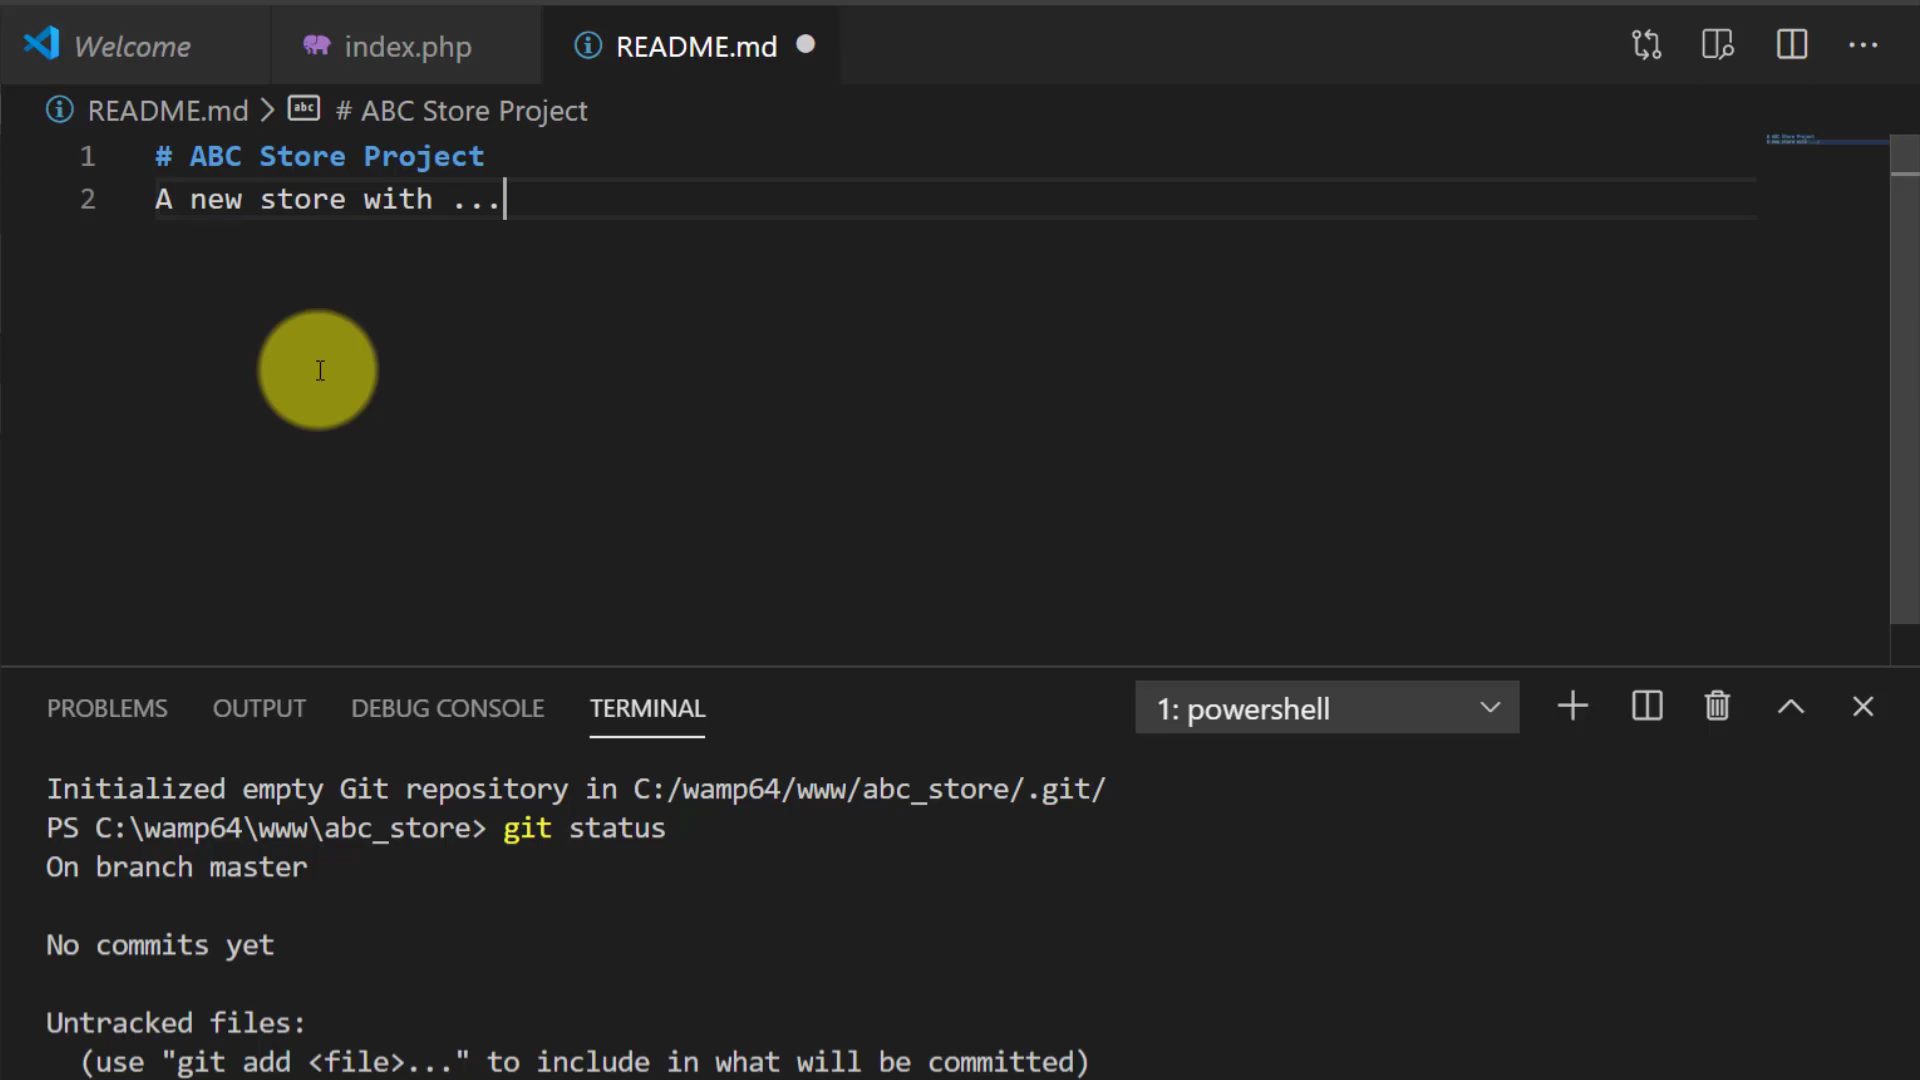 Welcome
index.php
README.md
README.md > abc # ABC Store Project
1 # ABC Store Project
2 A new store with ...
PROBLEMS OUTPUT DEBUG CONSOLE TERMINAL 1: powershell
Initialized empty Git repository in C:/wamp64/www/abc_store/.git/
PS C:\wamp64\www\abc_store> git status
On branch master
No commits yet
Untracked files:
(use "git add <file>..." to include in what will be committed)